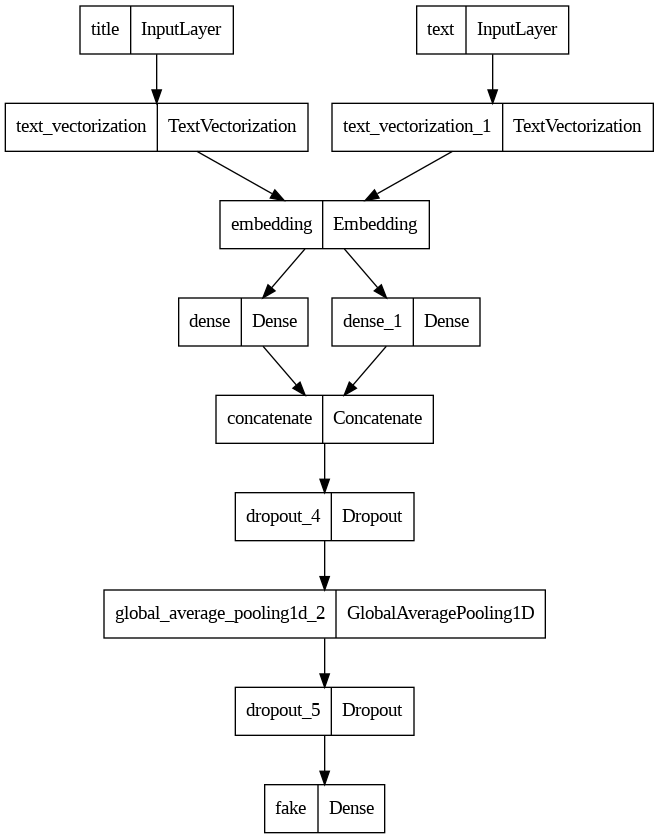 title InputLayer text InputLayer
text_vectorization TextVectorization text_vectorization_1 TextVectorization
embedding Embedding
dense Dense dense_1 Dense
concatenate Concatenate
dropout_4 Dropout
global_average_pooling1d_2 GlobalAveragePooling1D
dropout_5 Dropout
fake Dense